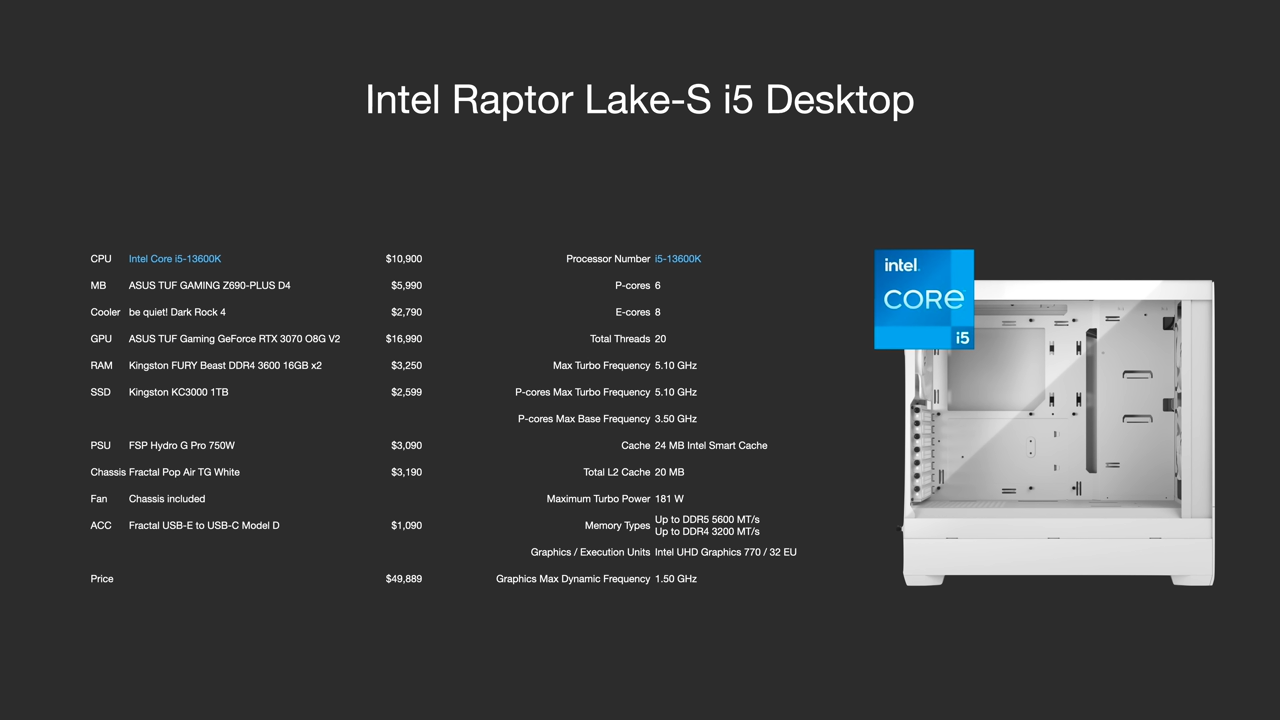 Intel Raptor Lake-S i5 Desktop
CPU Intel Core i5-13600K $10,900
MB ASUS TUF GAMING Z690-PLUS D4 $5,990
Cooler be quiet! Dark Rock 4 $2,790
GPU ASUS TUF Gaming GeForce RTX 3070 O8G V2 $16,990
RAM Kingston FURY Beast DDR4 3600 16GB x2 $3,250
SSD Kingston KC3000 1TB $2,599
PSU FSP Hydro G Pro 750W $3,090
Chassis Fractal Pop Air TG White $3,190
Fan Chassis included
ACC Fractal USB-E to USB-C Model D $1,090
Price $49,889
Processor Number i5-13600K
P-cores 6
E-cores 8
Total Threads 20
Max Turbo Frequency 5.10 GHz
P-cores Max Turbo Frequency 5.10 GHz
P-cores Max Base Frequency 3.50 GHz
Cache 24 MB Intel Smart Cache
Total L2 Cache 20 MB
Maximum Turbo Power 181 W
Memory Types Up to DDR5 5600 MT/s
Up to DDR4 3200 MT/s
Graphics / Execution Units Intel UHD Graphics 770 / 32 EU
Graphics Max Dynamic Frequency 1.50 GHz
intel.
CORE
i5